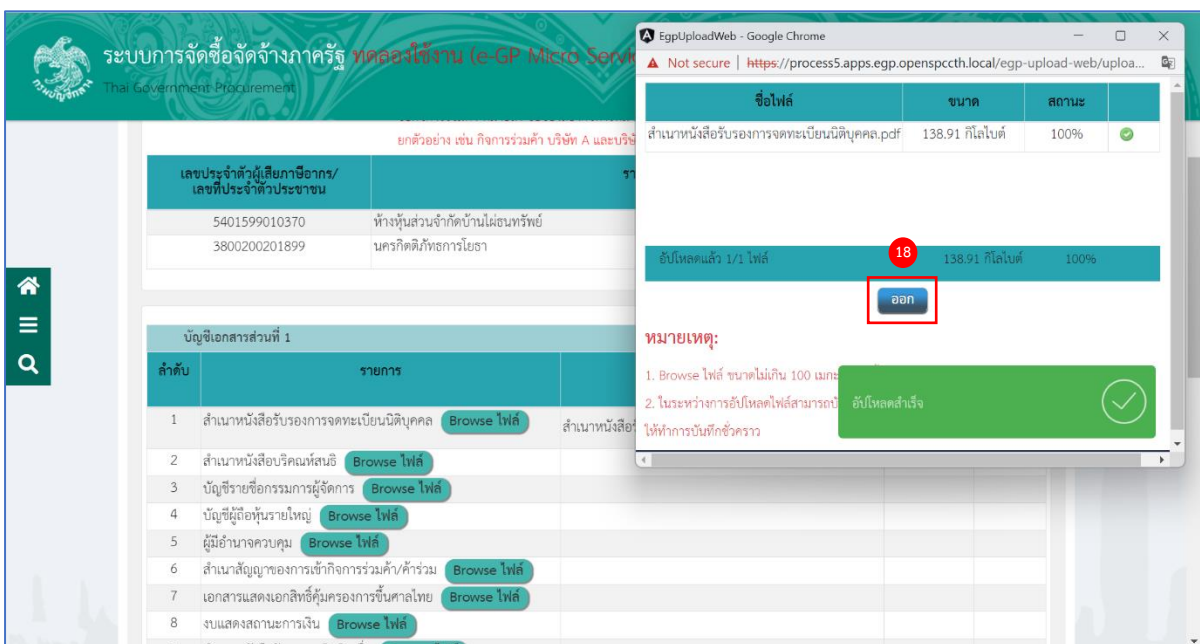 ระบบการจัดซื้อจัดจ้างภาครัฐ ทดลองใช้งาน (e-GP Micro Servi
Thai Government Procurement
ยกตัวอย่าง เช่น กิจการร่วมค้า บริษัท A และบริษั
เลขประจำตัวผู้เสียภาษีอากร/
เลขที่ประจำตัวประชาชน
รา
5401599010370 ห้างหุ้นส่วนจำกัดบ้านไผ่ธนทรัพย์
3800200201899 นครกิตติภัทธการโยธา
บัญชีเอกสารส่วนที่ 1
ลำดับ รายการ
1 สำเนาหนังสือรับรองการจดทะเบียนนิติบุคคล Browse ไฟล์ สำเนาหนังสือ
2 สำเนาหนังสือบริคณห์สนธิ Browse ไฟล์
3 บัญชีรายชื่อกรรมการผู้จัดการ Browse ไฟล์
4 บัญชีผู้ถือหุ้นรายใหญ่ Browse ไฟล์
5 ผู้มีอำนาจควบคุม Browse ไฟล์
6 สำเนาสัญญาของการเข้ากิจการร่วมค้า/ค้าร่วม Browse ไฟล์
7 เอกสารแสดงเอกสิทธิ์คุ้มครองการขึ้นศาลไทย Browse ไฟล์
8 งบแสดงสถานะการเงิน Browse ไฟล์
EgpUploadWeb - Google Chrome
Not secure | https://process5.apps.egp.openspccth.local/egp-upload-web/uploa...
ชื่อไฟล์ ขนาด สถานะ
สำเนาหนังสือรับรองการจดทะเบียนนิติบุคคล.pdf 138.91 กิโลไบต์ 100%
อัปโหลดแล้ว 1/1 ไฟล์ 138.91 กิโลไบต์ 100%
18
ออก
หมายเหตุ:
1. Browse ไฟล์ ขนาดไม่เกิน 100 เมกะ
2. ในระหว่างการอัปโหลดไฟล์สามารถ
ให้ทำการบันทึกชั่วคราว
อัปโหลดสำเร็จ